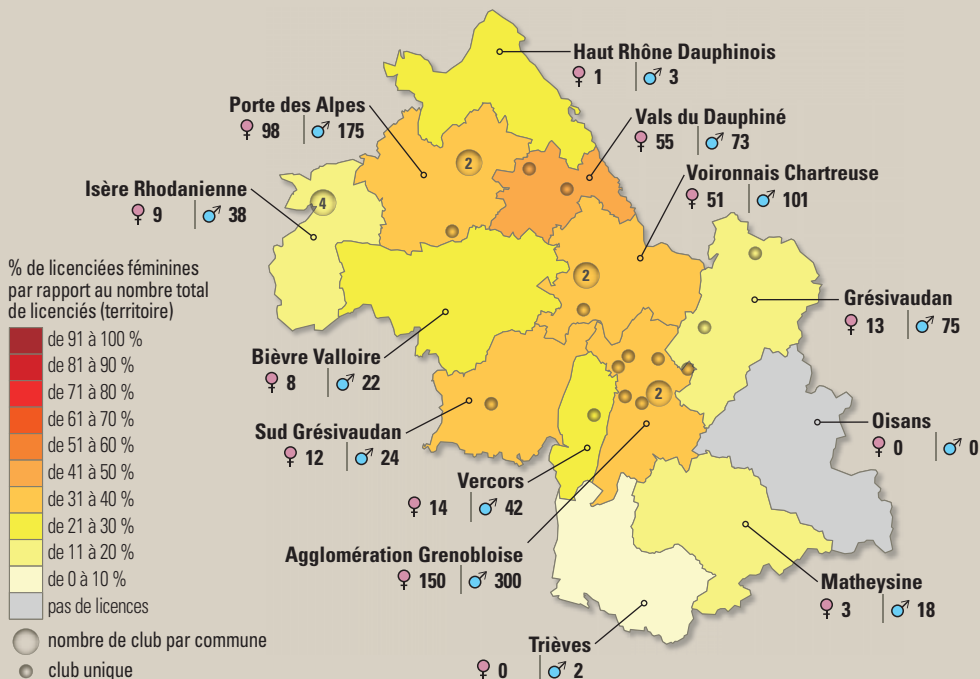 Haut Rhône Dauphinois
♀ 1 | ♂ 3
Porte des Alpes
♀ 98 | ♂ 175
Vals du Dauphiné
♀ 55 | ♂ 73
Isère Rhodanienne
♀ 9 | ♂ 38
Voironnais Chartreuse
♀ 51 | ♂ 101
2
4
2
% de licenciées féminines
par rapport au nombre total
de licenciés (territoire)
de 91 à 100 %
de 81 à 90 %
de 71 à 80 %
de 61 à 70 %
de 51 à 60 %
de 41 à 50 %
de 31 à 40 %
de 21 à 30 %
de 11 à 20 %
de 0 à 10 %
pas de licences
nombre de club par commune
club unique
Grésivaudan
♀ 13 | ♂ 75
Bièvre Valloire
♀ 8 | ♂ 22
2
Sud Grésivaudan
♀ 12 | ♂ 24
Oisans
♀ 0 | ♂ 0
Vercors
♀ 14 | ♂ 42
Agglomération Grenobloise
♀ 150 | ♂ 300
Matheysine
♀ 3 | ♂ 18
Trièves
♀ 0 | ♂ 2